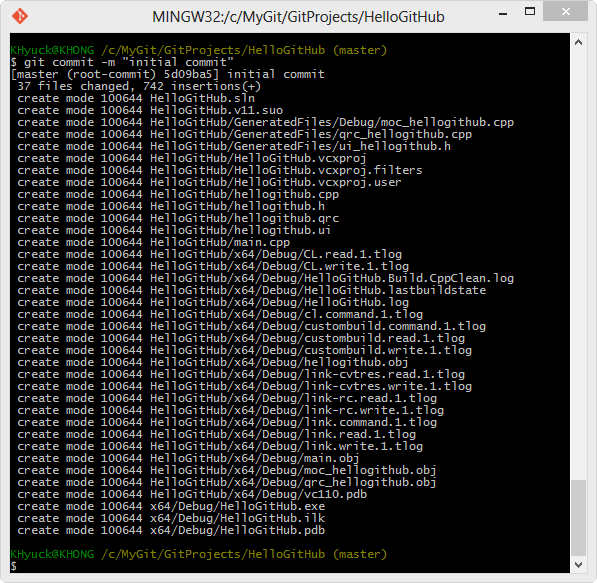 MINGW32:/c/MyGit/GitProjects/HelloGitHub
KHyuck@KHONG /c/MyGit/GitProjects/HelloGitHub (master)
$ git commit -m "initial commit"
[master (root-commit) 5d09ba5] initial commit
 37 files changed, 742 insertions(+)
 create mode 100644 HelloGitHub.sln
 create mode 100644 HelloGitHub.v11.suo
 create mode 100644 HelloGitHub/GeneratedFiles/Debug/moc_hellogithub.cpp
 create mode 100644 HelloGitHub/GeneratedFiles/qrc_hellogithub.cpp
 create mode 100644 HelloGitHub/GeneratedFiles/ui_hellogithub.h
 create mode 100644 HelloGitHub/HelloGitHub.vcxproj
 create mode 100644 HelloGitHub/HelloGitHub.vcxproj.filters
 create mode 100644 HelloGitHub/HelloGitHub.vcxproj.user
 create mode 100644 HelloGitHub/hellogithub.cpp
 create mode 100644 HelloGitHub/hellogithub.h
 create mode 100644 HelloGitHub/hellogithub.qrc
 create mode 100644 HelloGitHub/hellogithub.ui
 create mode 100644 HelloGitHub/main.cpp
 create mode 100644 HelloGitHub/x64/Debug/CL.read.1.tlog
 create mode 100644 HelloGitHub/x64/Debug/CL.write.1.tlog
 create mode 100644 HelloGitHub/x64/Debug/HelloGitHub.Build.CppClean.log
 create mode 100644 HelloGitHub/x64/Debug/HelloGitHub.lastbuildstate
 create mode 100644 HelloGitHub/x64/Debug/HelloGitHub.log
 create mode 100644 HelloGitHub/x64/Debug/cl.command.1.tlog
 create mode 100644 HelloGitHub/x64/Debug/custombuild.command.1.tlog
 create mode 100644 HelloGitHub/x64/Debug/custombuild.read.1.tlog
 create mode 100644 HelloGitHub/x64/Debug/custombuild.write.1.tlog
 create mode 100644 HelloGitHub/x64/Debug/hellogithub.obj
 create mode 100644 HelloGitHub/x64/Debug/link-cvtres.read.1.tlog
 create mode 100644 HelloGitHub/x64/Debug/link-cvtres.write.1.tlog
 create mode 100644 HelloGitHub/x64/Debug/link-rc.read.1.tlog
 create mode 100644 HelloGitHub/x64/Debug/link-rc.write.1.tlog
 create mode 100644 HelloGitHub/x64/Debug/link.command.1.tlog
 create mode 100644 HelloGitHub/x64/Debug/link.read.1.tlog
 create mode 100644 HelloGitHub/x64/Debug/link.write.1.tlog
 create mode 100644 HelloGitHub/x64/Debug/main.obj
 create mode 100644 HelloGitHub/x64/Debug/moc_hellogithub.obj
 create mode 100644 HelloGitHub/x64/Debug/qrc_hellogithub.obj
 create mode 100644 HelloGitHub/x64/Debug/vc110.pdb
 create mode 100644 x64/Debug/HelloGitHub.exe
 create mode 100644 x64/Debug/HelloGitHub.ilk
 create mode 100644 x64/Debug/HelloGitHub.pdb
KHyuck@KHONG /c/MyGit/GitProjects/HelloGitHub (master)
$